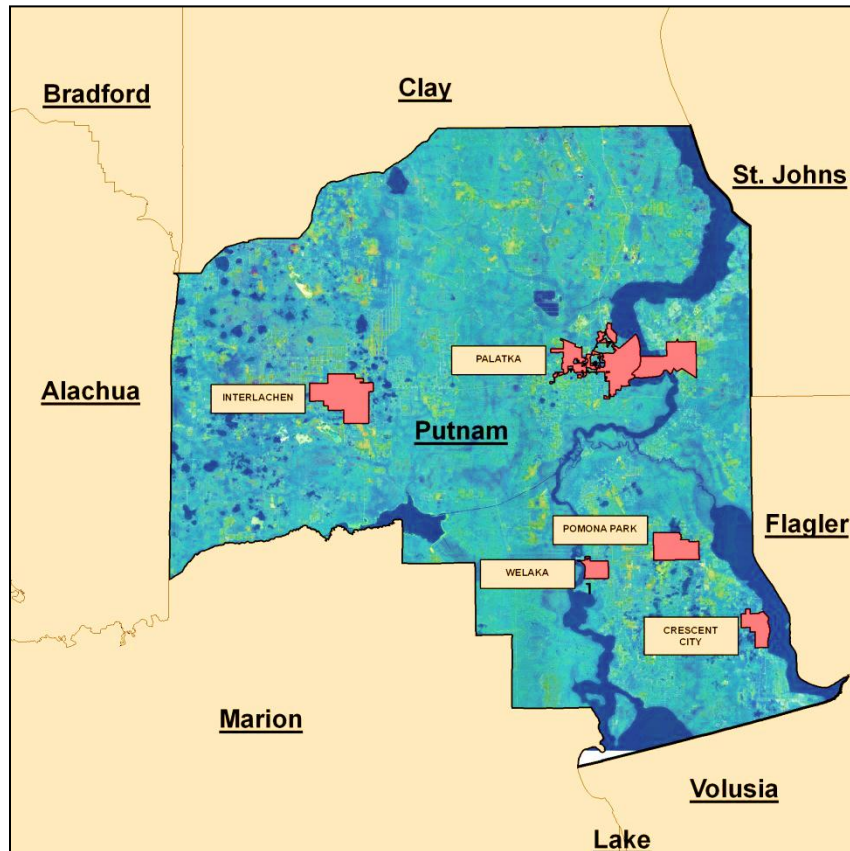 Bradford
Clay
St. Johns
PALATKA
Alachua
INTERLACHEN
Putnam
Flagler
POMONA PARK
WELAKA
CRESCENT
CITY
Marion
Volusia
Lake